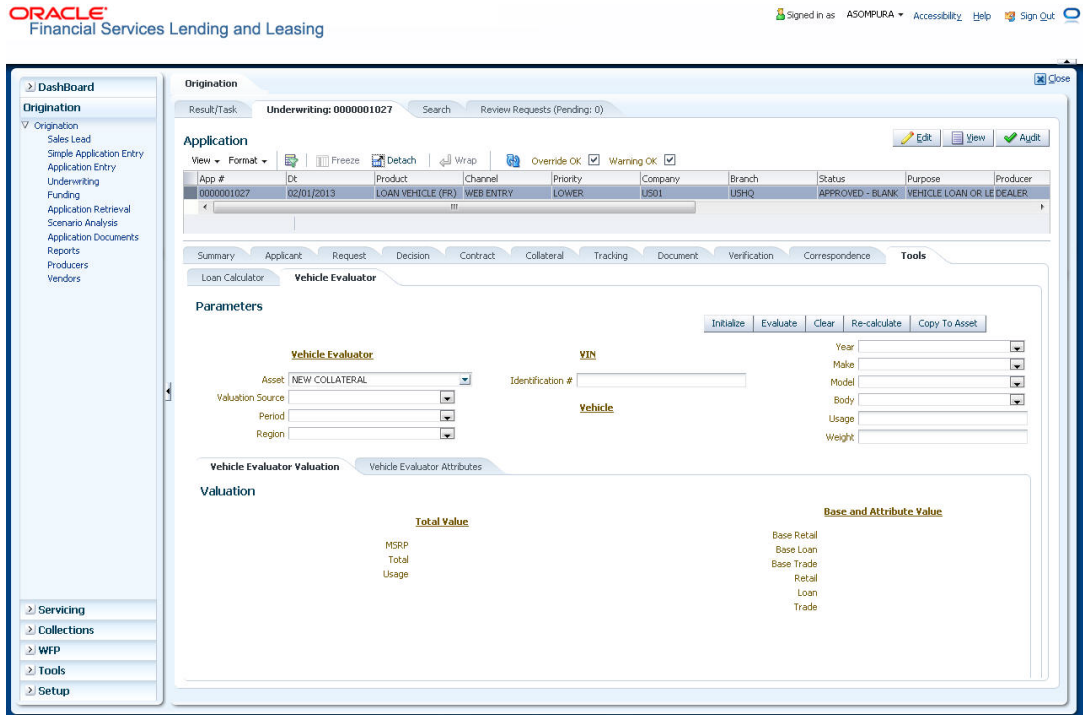 ORACLE
Financial Services Lending and Leasing
Signed in as ASOMPURA Accessibility Help Sign Out
DashBoard
Origination
Origination
Sales Lead
Simple Application Entry
Application Entry
Underwriting
Funding
Application Retrieval
Scenario Analysis
Application Documents
Reports
Producers
Vendors
Servicing
Collections
WFP
Tools
Setup
Origination
Close
Result/Task Underwriting: 0000001027 Search Review Requests (Pending: 0)
Application
Edit View Audit
View Format Freeze Detach Wrap Override OK Warning OK
App # Dt Product Channel Priority Company Branch Status Purpose Producer
0000001027 02/01/2013 LOAN VEHICLE (FR) WEB ENTRY LOWER US01 USHQ APPROVED - BLANK VEHICLE LOAN OR LE DEALER
Summary Applicant Request Decision Contract Collateral Tracking Document Verification Correspondence Tools
Loan Calculator Vehicle Evaluator
Parameters
Initialize Evaluate Clear Re-calculate Copy To Asset
Vehicle Evaluator
Asset NEW COLLATERAL
Valuation Source
Period
Region
VIN
Identification #
Vehicle
Year
Make
Model
Body
Usage
Weight
Vehicle Evaluator Valuation Vehicle Evaluator Attributes
Valuation
Total Value
MSRP
Total
Usage
Base and Attribute Value
Base Retail
Base Loan
Base Trade
Retail
Loan
Trade